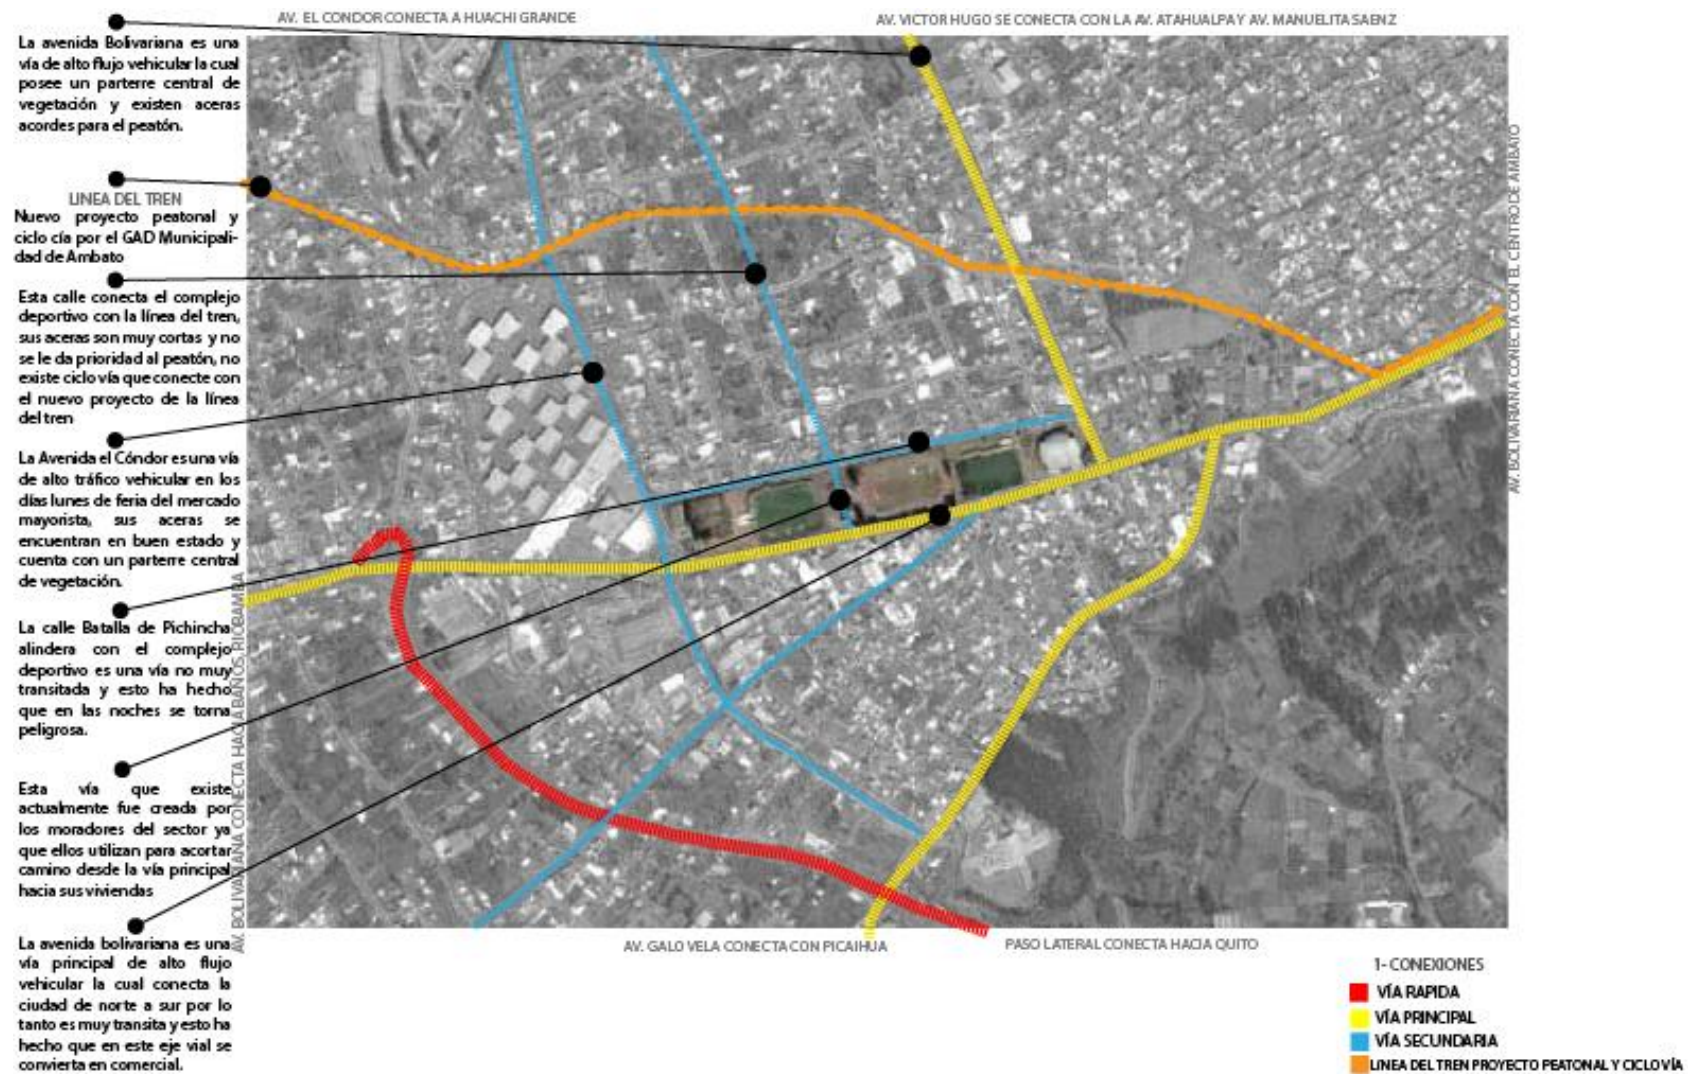 AV. EL CONDOR CONECTA A HUACHI GRANDE
AV. VICTOR HUGO SE CONECTA CON LA AV. ATAHUALPA Y AV. MANUELITA SAENZ
La avenida Bolivariana es una
vía de alto flujo vehicular la cual
posee un parterre central de
vegetación y existen aceras
acordes para el peatón.
LINEA DEL TREN
Nuevo proyecto peatonal y
ciclo cía por el GAD Municipali-
dad de Ambato
Esta calle conecta el complejo
deportivo con la línea del tren,
sus aceras son muy cortas y no
se le da prioridad al peatón, no
existe ciclo vía que conecte con
el nuevo proyecto de la línea
del tren
La Avenida el Cóndor es una vía
de alto tráfico vehicular en los
días lunes de feria del mercado
mayorista, sus aceras se
encuentran en buen estado y
cuenta con un parterre central
de vegetación.
La calle Batalla de Pichincha
alindera con el complejo
deportivo es una vía no muy
transitada y esto ha hecho
que en las noches se torna
peligrosa.
Esta vía que existe
actualmente fue creada por
los moradores del sector ya
que ellos utilizan para acortar
camino desde la vía principal
hacia sus viviendas
La avenida bolivariana es una
vía principal de alto flujo
vehicular la cual conecta la
ciudad de norte a sur por lo
tanto es muy transita y esto ha
hecho que en este eje vial se
convierta en comercial.
AV. BOLIVARIANA CONECTA HACIA BAÑOS, RIOBAMBA
AV. BOLIVARIANA CONECTA CON EL CENTRO DE AMBATO
AV. GALO VELA CONECTA CON PICAIHUA
PASO LATERAL CONECTA HACIA QUITO
1- CONEXIONES
VÍA RAPIDA
VÍA PRINCIPAL
VÍA SECUNDARIA
LINEA DEL TREN PROYECTO PEATONAL Y CICLO VÍA